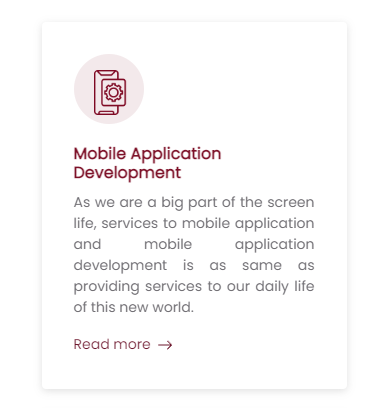 Mobile Application
Development
As we are a big part of the screen
life, services to mobile application
and mobile application
development is as same as
providing services to our daily life
of this new world.
Read more →